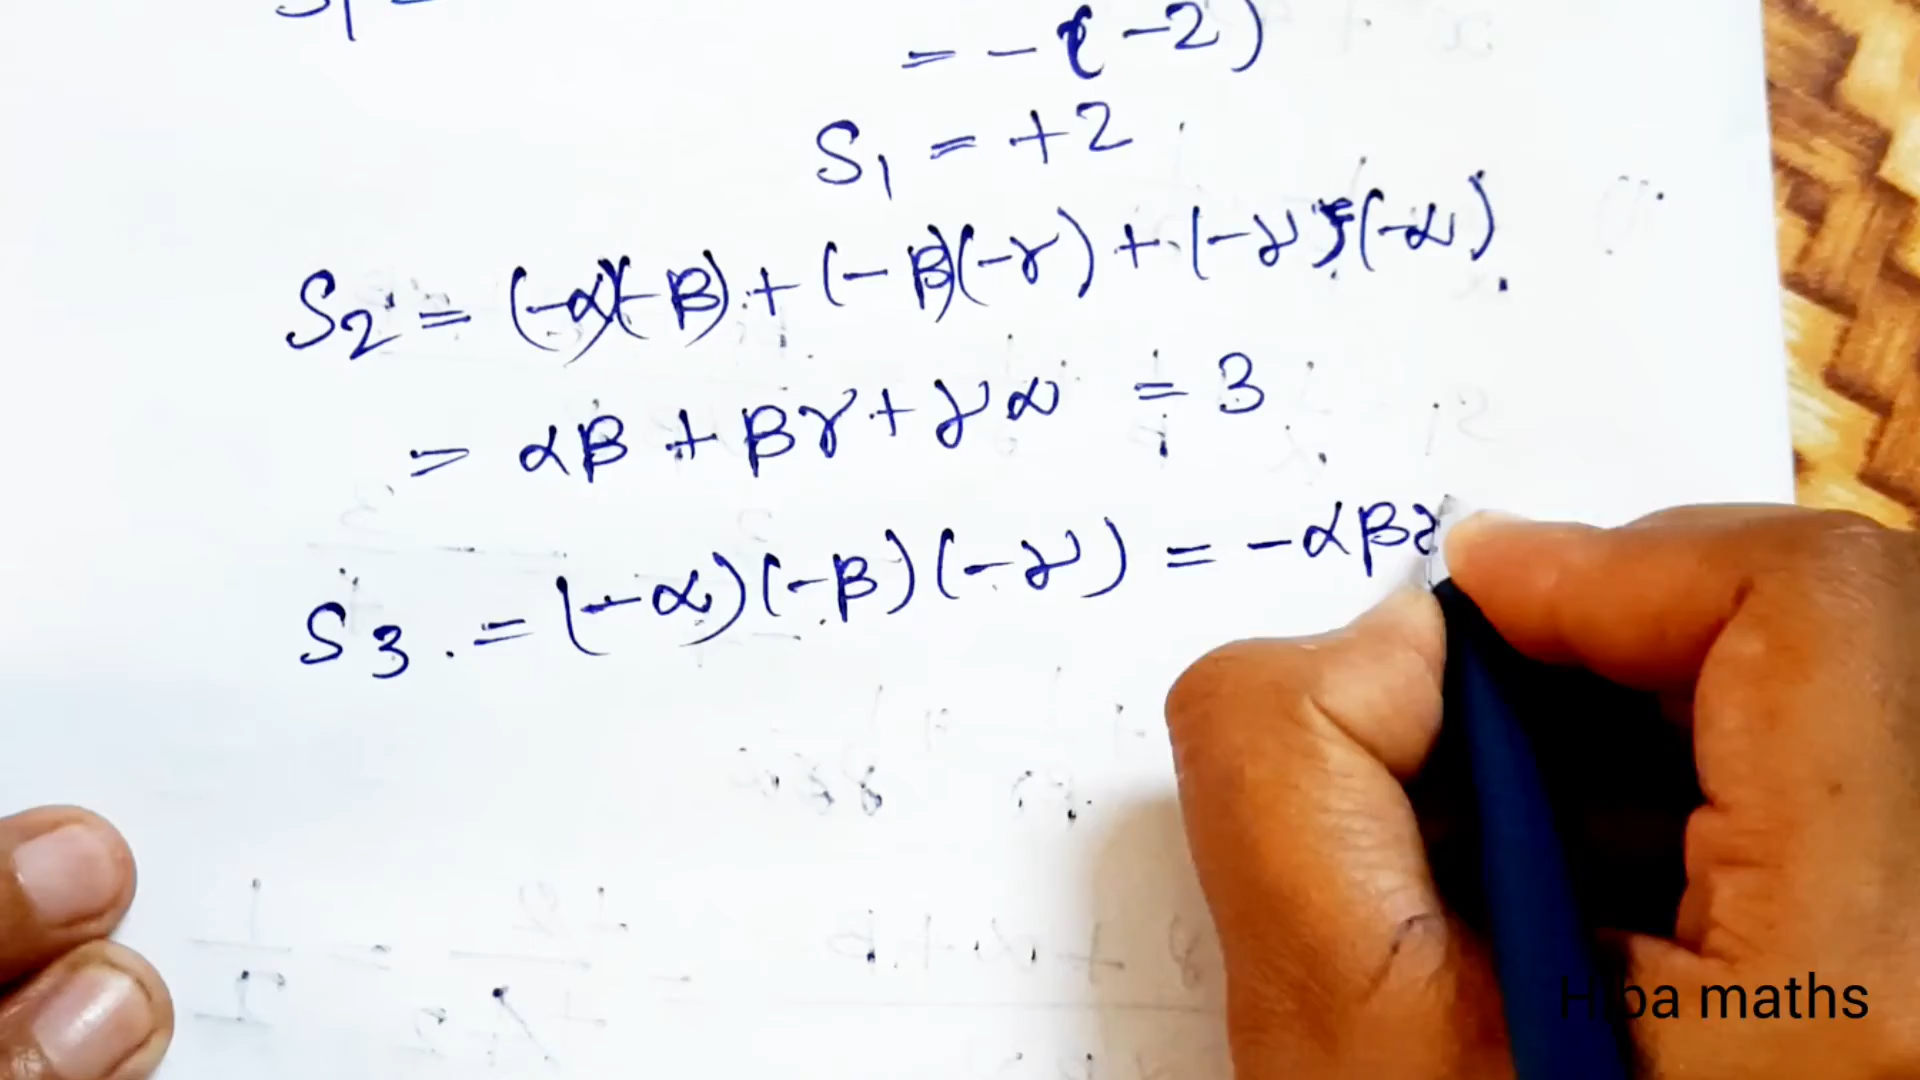 = - ( -2)
S₁ = +2
S₂ = (-α)(-β) + (-β)(-γ) + (-γ)(-α)
= αβ + βγ + γα = 3
S₃ = (-α)(-β)(-γ) = -αβγ
Hiba maths